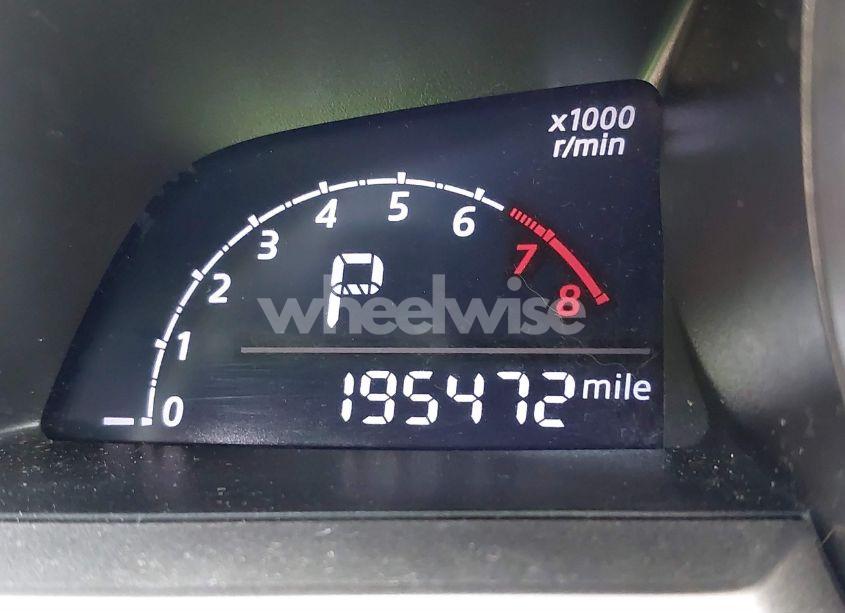 x1000
r/min
0 1 2 3 4 5 6 7 8
P
wheelwise
195472 mile